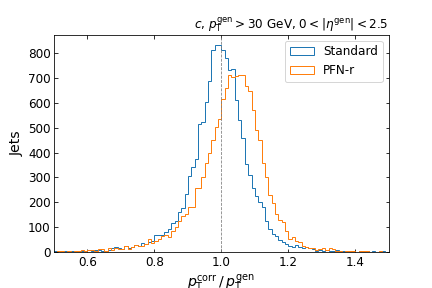 c, p_T^gen > 30 GeV, 0 < |η^gen| < 2.5
Standard
PFN-r
800
700
600
500
400
300
200
100
0
Jets
0.6 0.8 1.0 1.2 1.4
p_T^corr / p_T^gen